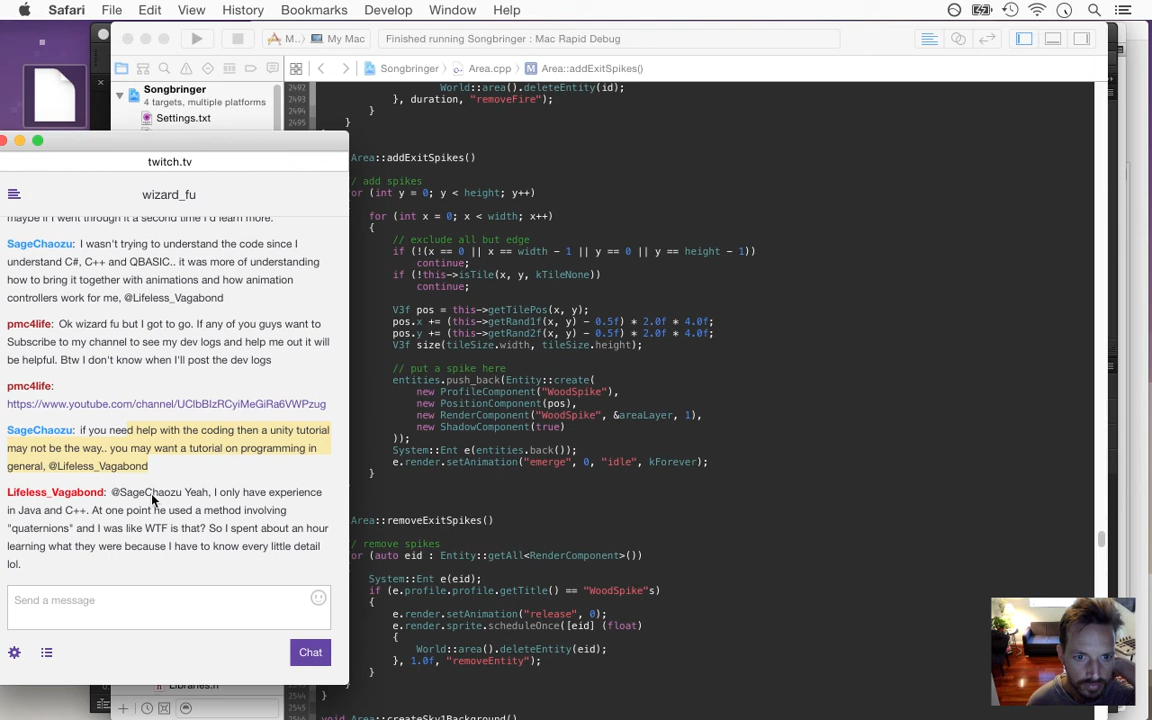 Safari File Edit View History Bookmarks Develop Window Help
M... My Mac Finished running Songbringer : Mac Rapid Debug
Songbringer Area.cpp Area::addExitSpikes()
Songbringer
4 targets, multiple platforms
Settings.txt
2492 World::area().deleteEntity(id);
2493 }, duration, "removeFire");
2494 }
2495 }
Area::addExitSpikes()
/ add spikes
or (int y = 0; y < height; y++)
for (int x = 0; x < width; x++)
{
// exclude all but edge
if (!(x == 0 || x == width - 1 || y == 0 || y == height - 1))
continue;
if (!this->isTile(x, y, kTileNone))
continue;
V3f pos = this->getTilePos(x, y);
pos.x += (this->getRand1f(x, y) - 0.5f) * 2.0f * 4.0f;
pos.y += (this->getRand2f(x, y) - 0.5f) * 2.0f * 4.0f;
V3f size(tileSize.width, tileSize.height);
// put a spike here
entities.push_back(Entity::create(
new ProfileComponent("WoodSpike"),
new PositionComponent(pos),
new RenderComponent("WoodSpike", &areaLayer, 1),
new ShadowComponent(true)
));
System::Ent e(entities.back());
e.render.setAnimation("emerge", 0, "idle", kForever);
}
Area::removeExitSpikes()
/ remove spikes
or (auto eid : Entity::getAll<RenderComponent>())
System::Ent e(eid);
if (e.profile.profile.getTitle() == "WoodSpike"s)
{
e.render.setAnimation("release", 0);
e.render.sprite.scheduleOnce([eid] (float)
{
World::area().deleteEntity(eid);
}, 1.0f, "removeEntity");
}
2544 }
void Area::createSky1Background()
twitch.tv
wizard_fu
maybe if I went through it a second time I'd learn more.
SageChaozu: I wasn't trying to understand the code since I
understand C#, C++ and QBASIC.. it was more of understanding
how to bring it together with animations and how animation
controllers work for me, @Lifeless_Vagabond
pmc4life: Ok wizard fu but I got to go. If any of you guys want to
Subscribe to my channel to see my dev logs and help me out it will
be helpful. Btw I don't know when I'll post the dev logs
pmc4life:
https://www.youtube.com/channel/UClbBIzRCyiMeGiRa6VWPzug
SageChaozu: if you need help with the coding then a unity tutorial
may not be the way.. you may want a tutorial on programming in
general, @Lifeless_Vagabond
Lifeless_Vagabond: @SageChaozu Yeah, I only have experience
in Java and C++. At one point he used a method involving
"quaternions" and I was like WTF is that? So I spent about an hour
learning what they were because I have to know every little detail
lol.
Send a message
Chat
Libraries.h